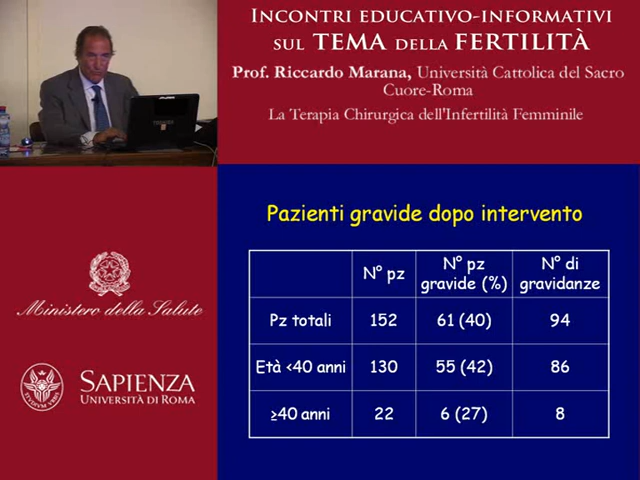 INCONTRI EDUCATIVO-INFORMATIVI
SUL TEMA DELLA FERTILITÀ
Prof. Riccardo Marana, Università Cattolica del Sacro
Cuore-Roma
La Terapia Chirurgica dell'Infertilità Femminile
Pazienti gravide dopo intervento
N° pz
N° pz gravide (%)
N° di gravidanze
Pz totali 152 61 (40) 94
Età <40 anni 130 55 (42) 86
≥40 anni 22 6 (27) 8
Ministero della Salute
SAPIENZA
UNIVERSITÀ DI ROMA